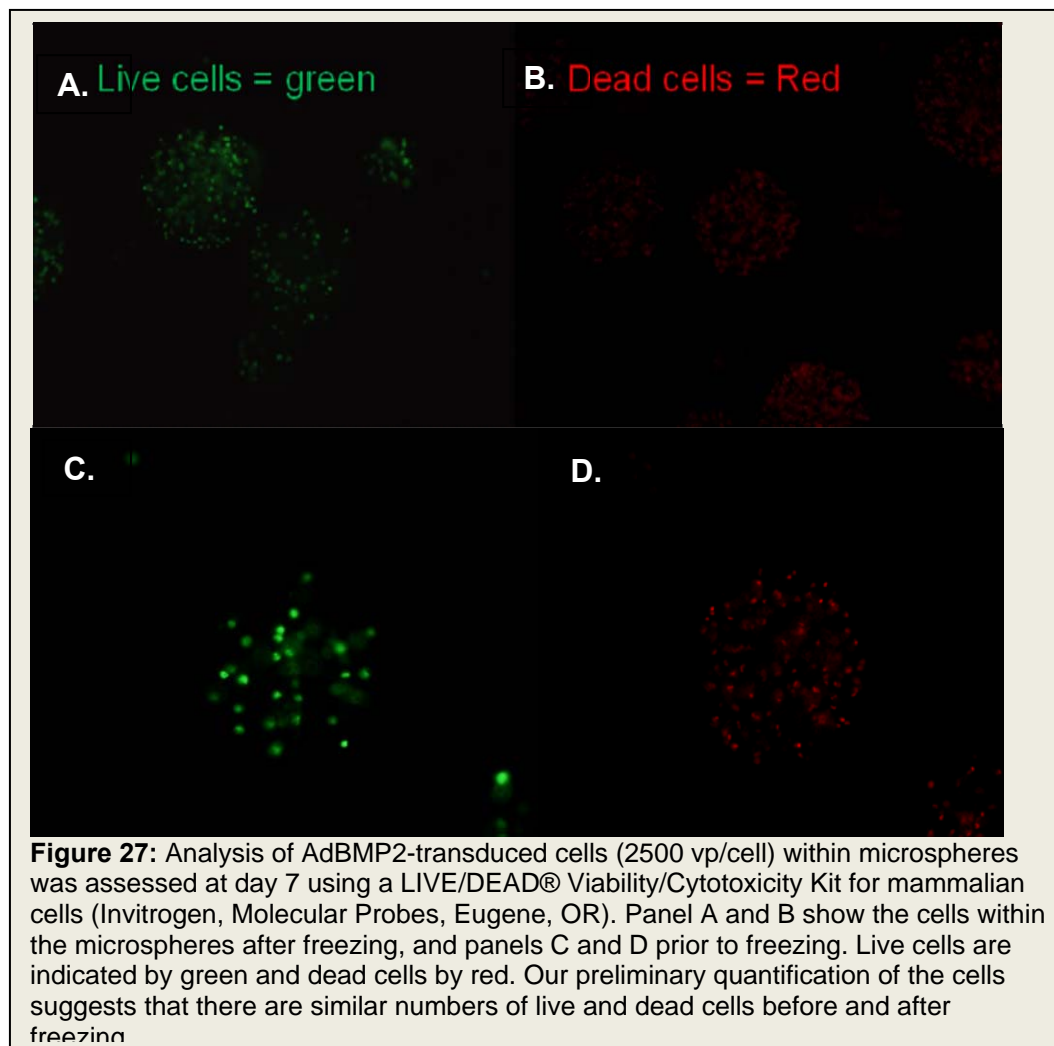 A. Live cells = green
B. Dead cells = Red
C.
D.
Figure 27: Analysis of AdBMP2-transduced cells (2500 vp/cell) within microspheres
was assessed at day 7 using a LIVE/DEAD® Viability/Cytotoxicity Kit for mammalian
cells (Invitrogen, Molecular Probes, Eugene, OR). Panel A and B show the cells within
the microspheres after freezing, and panels C and D prior to freezing. Live cells are
indicated by green and dead cells by red. Our preliminary quantification of the cells
suggests that there are similar numbers of live and dead cells before and after
freezing